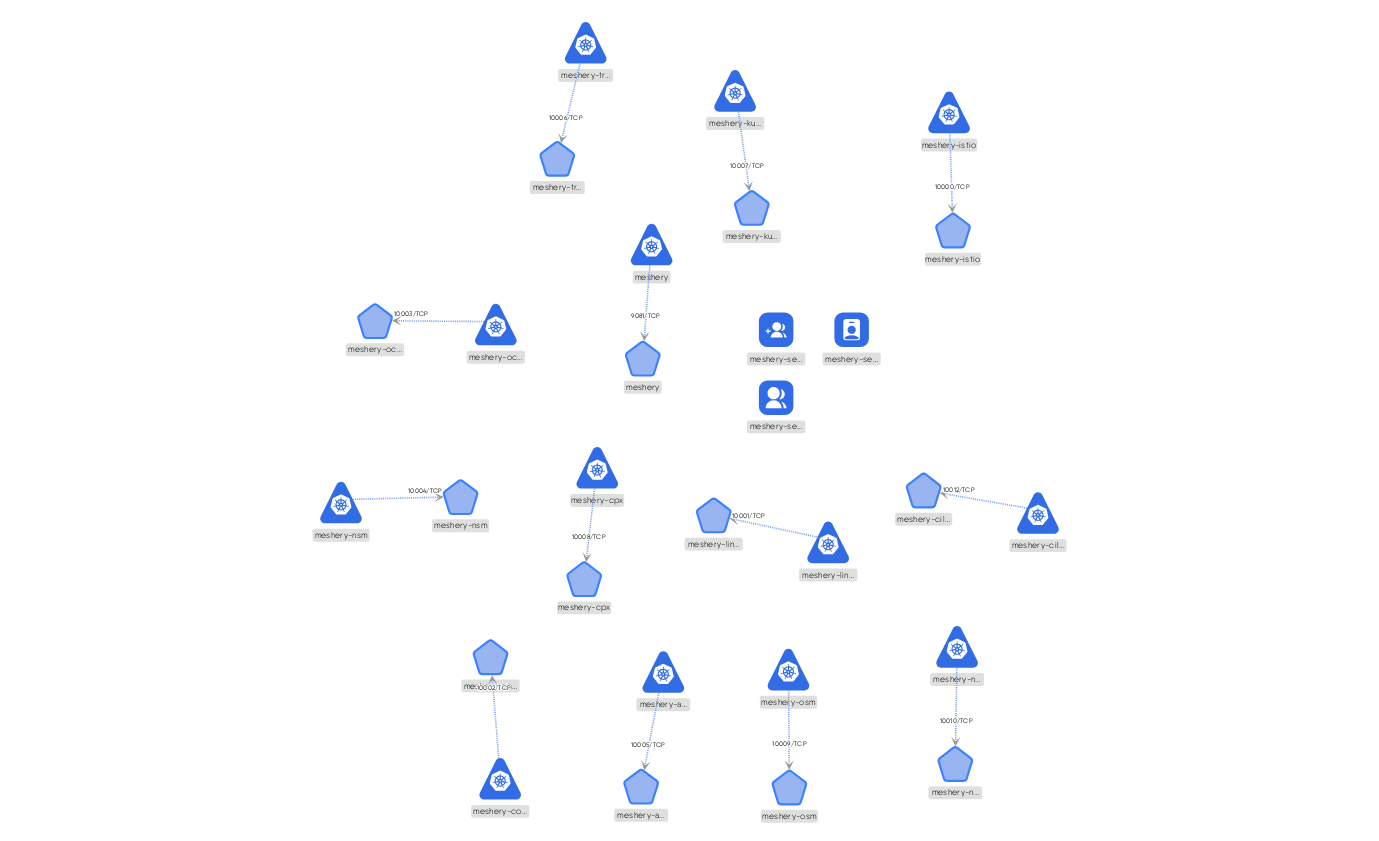 meshery-tr...
10006/TCP
meshery-tr...
meshery-ku...
10007/TCP
meshery-ku...
meshery-istio
10000/TCP
meshery-istio
meshery
9081/TCP
meshery
10003/TCP
meshery-oc...
meshery-oc...
meshery-se...
meshery-se...
meshery-se...
meshery-nsm
10004/TCP
meshery-nsm
meshery-cpx
10008/TCP
meshery-cpx
10001/TCP
meshery-lin...
meshery-lin...
10012/TCP
meshery-cil...
meshery-cil...
10002/TCP
meshery-co...
meshery-a...
10005/TCP
meshery-a...
meshery-osm
10009/TCP
meshery-osm
meshery-n...
10010/TCP
meshery-n...